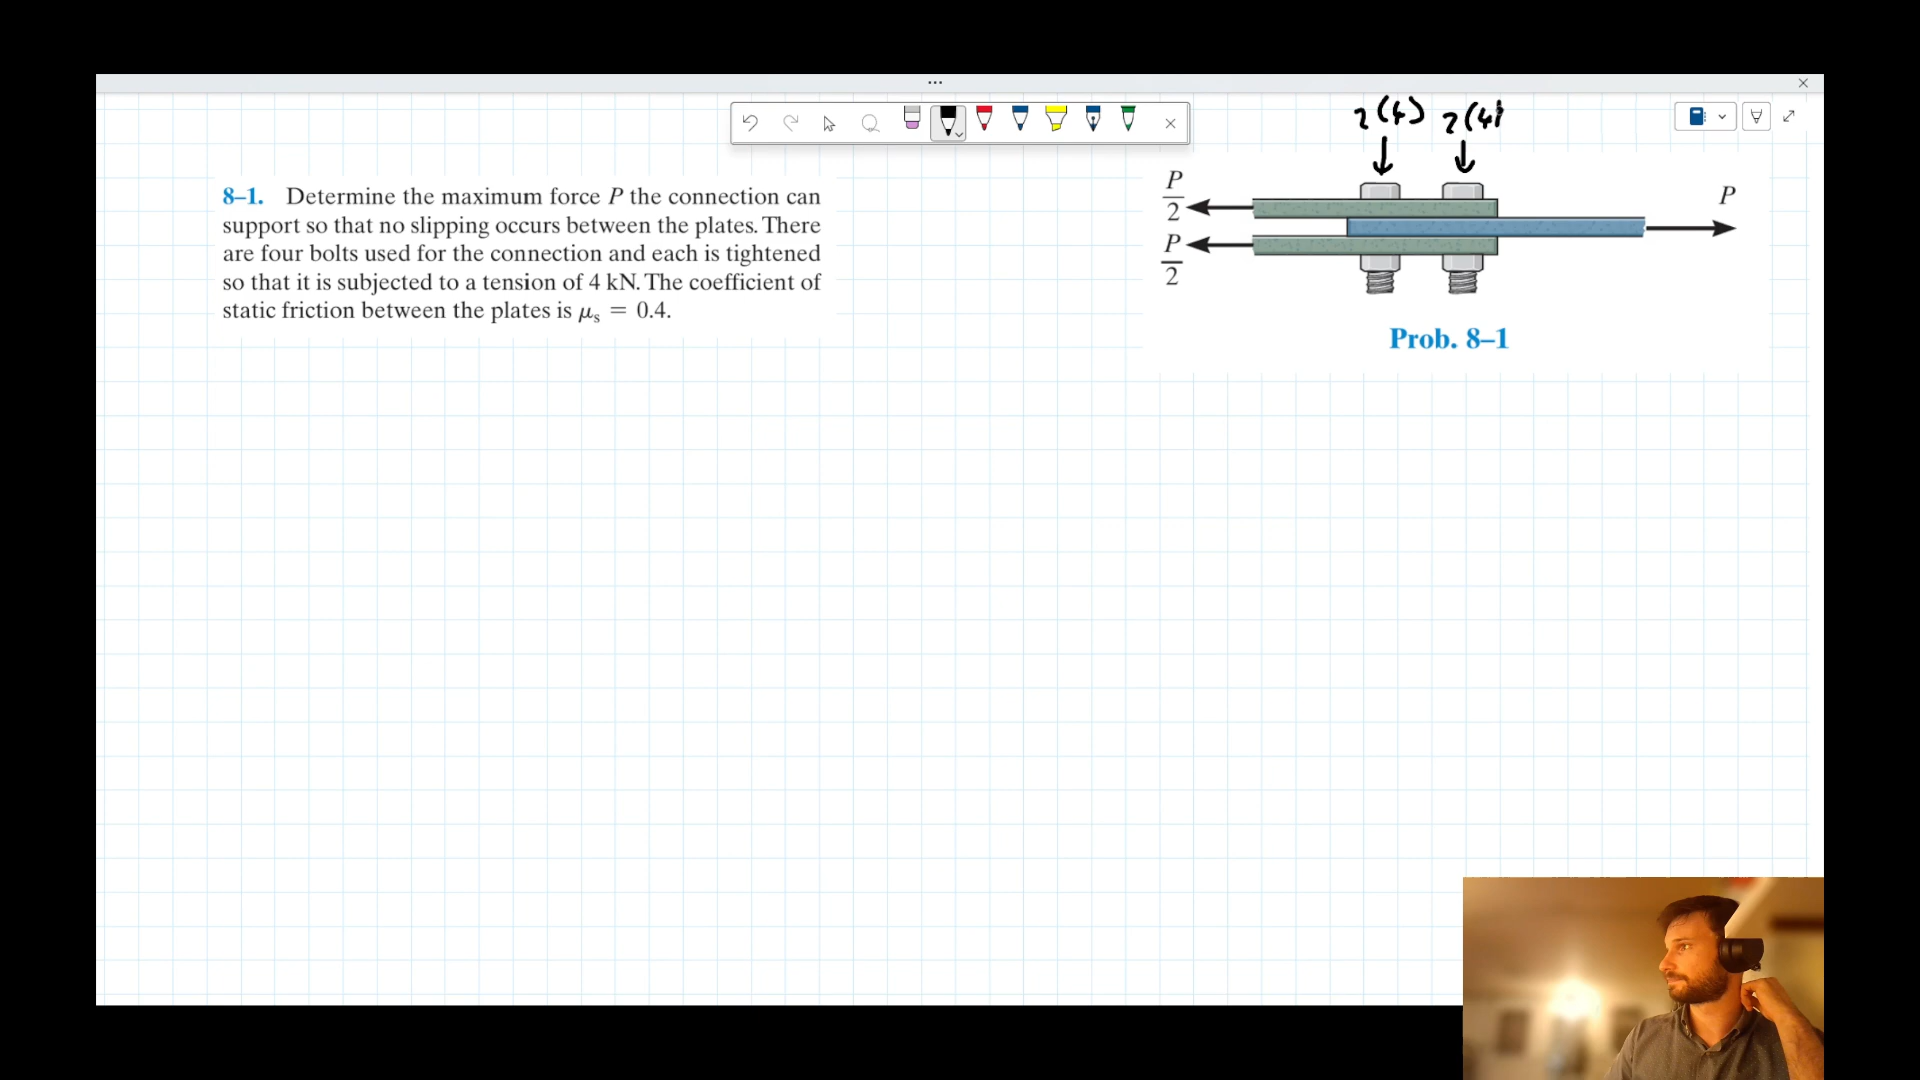 2(4) 2(4)
8–1. Determine the maximum force P the connection can
support so that no slipping occurs between the plates. There
are four bolts used for the connection and each is tightened
so that it is subjected to a tension of 4 kN. The coefficient of
static friction between the plates is μs = 0.4.
P
2
P
2
P
Prob. 8–1